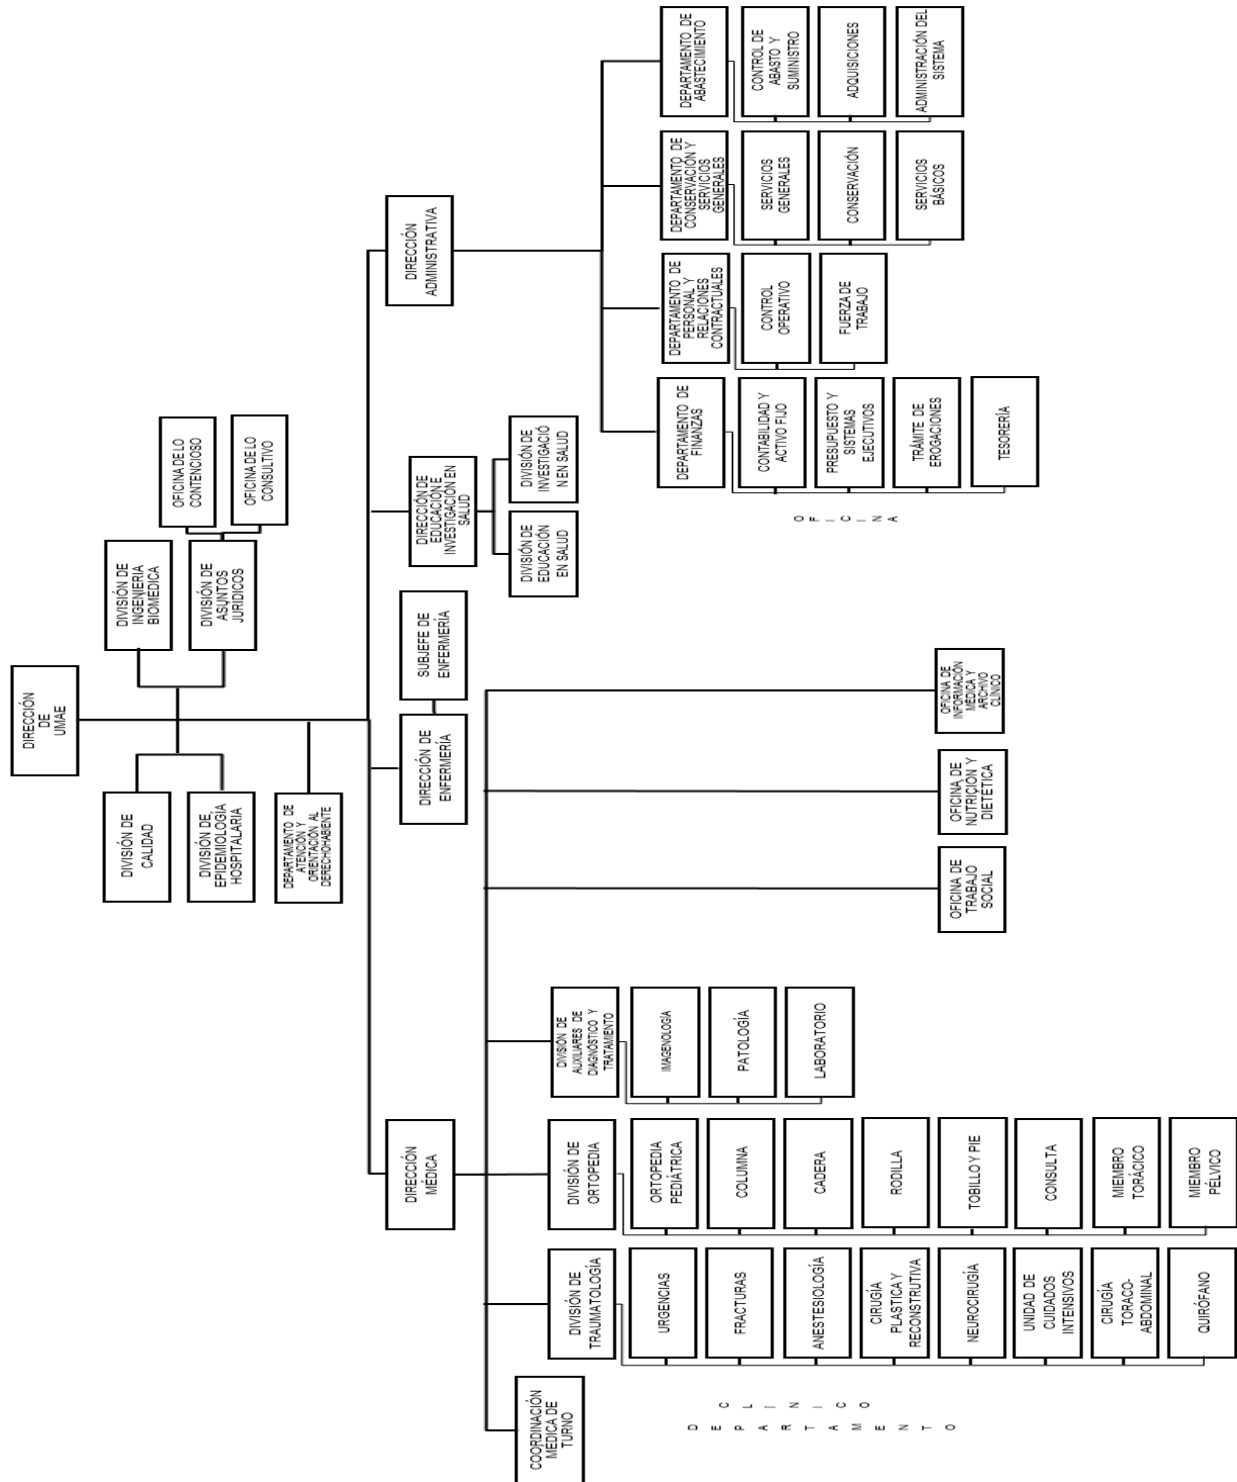 DIRECCIÓN
DE
UMAE
DIVISIÓN DE
CALIDAD
DIVISIÓN DE
EPIDEMIOLOGÍA
HOSPITALARIA
DEPARTAMENTO DE
ATENCIÓN Y
ORIENTACIÓN AL
DERECHOHABIENTE
DIVISIÓN DE
INGENIERIA
BIOMEDICA
DIVISIÓN DE
ASUNTOS
JURIDICOS
OFICINA DE LO
CONTENCIOSO
OFICINA DE LO
CONSULTIVO
DIRECCIÓN
MÉDICA
DIRECCIÓN DE
ENFERMERÍA
SUBJEFE DE
ENFERMERÍA
DIRECCIÓN DE
EDUCACIÓN E
INVESTIGACIÓN EN
SALUD
DIVISIÓN DE
EDUCACIÓN
EN SALUD
DIVISIÓN DE
INVESTIGACIÓ
N EN SALUD
DIRECCIÓN
ADMINISTRATIVA
COORDINACIÓN
MEDICA DE
TURNO
DIVISIÓN DE
TRAUMATOLOGÍA
URGENCIAS
FRACTURAS
ANESTESIOLOGÍA
CIRUGÍA
PLASTICA Y
RECONSTRUTIVA
NEUROCIRUGÍA
UNIDAD DE
CUIDADOS
INTENSIVOS
CIRUGÍA
TORACO-
ABDOMINAL
QUIRÓFANO
DIVISIÓN DE
ORTOPEDIA
ORTOPEDIA
PEDIÁTRICA
COLUMNA
CADERA
RODILLA
TOBILLO Y PIE
CONSULTA
MIEMBRO
TORÁCICO
MIEMBRO
PÉLVICO
DIVISIÓN DE
AUXILIARES DE
DIAGNÓSTICO Y
TRATAMIENTO
IMAGENOLOGÍA
PATOLOGÍA
LABORATORIO
OFICINA DE
TRABAJO
SOCIAL
OFICINA DE
NUTRICION Y
DIETÉTICA
OFICINA DE
INFORMACIÓN
MÉDICA Y
ARCHIVO
CLÍNICO
DEPARTAMENTO DE
FINANZAS
CONTABILIDAD Y
ACTIVO FIJO
PRESUPUESTO Y
SISTEMAS
EJECUTIVOS
TRÁMITE DE
EROGACIONES
TESORERÍA
DEPARTAMENTO DE
PERSONAL Y
RELACIONES
CONTRACTUALES
CONTROL
OPERATIVO
FUERZA DE
TRABAJO
DEPARTAMENTO DE
CONSERVACIÓN Y
SERVICIOS
GENERALES
SERVICIOS
GENERALES
CONSERVACIÓN
SERVICIOS
BÁSICOS
DEPARTAMENTO DE
ABASTECIMIENTO
CONTROL DE
ABASTO Y
SUMINISTRO
ADQUISICIONES
ADMINISTRACIÓN DEL
SISTEMA
DEPARTAMENTO
CLÍNICO
OFICINA